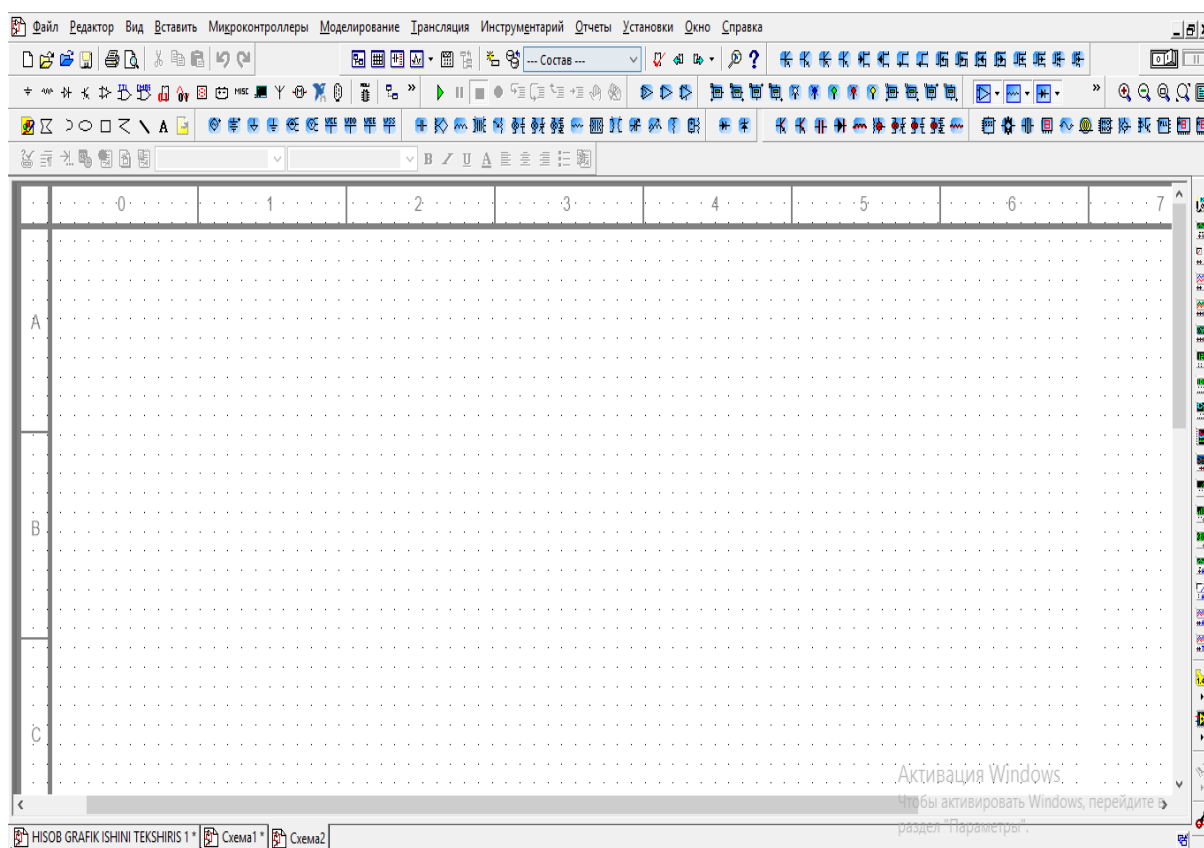 Файл Редактор Вид Вставить Микроконтроллеры Моделирование Трансляция Инструментарий Отчеты Установки Окно Справка
--- Состав ---
MISC
A
B I U A
0 1 2 3 4 5 6 7
A
B
C
Активация Windows
Чтобы активировать Windows, перейдите в
раздел "Параметры".
HISOB GRAFIK ISHINI TEKSHIRIS 1 * Схема1 * Схема2